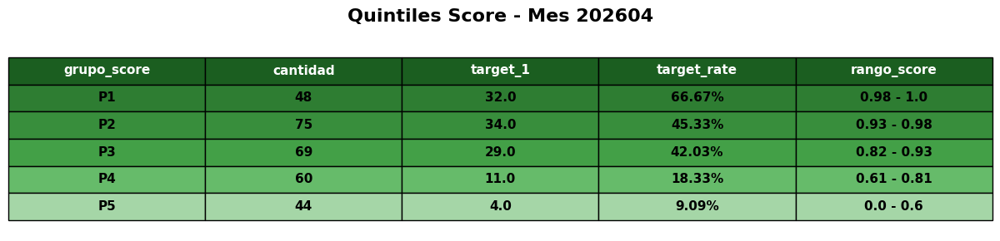 Quintiles Score - Mes 202604
grupo_score cantidad target_1 target_rate rango_score
P1 48 32.0 66.67% 0.98 - 1.0
P2 75 34.0 45.33% 0.93 - 0.98
P3 69 29.0 42.03% 0.82 - 0.93
P4 60 11.0 18.33% 0.61 - 0.81
P5 44 4.0 9.09% 0.0 - 0.6